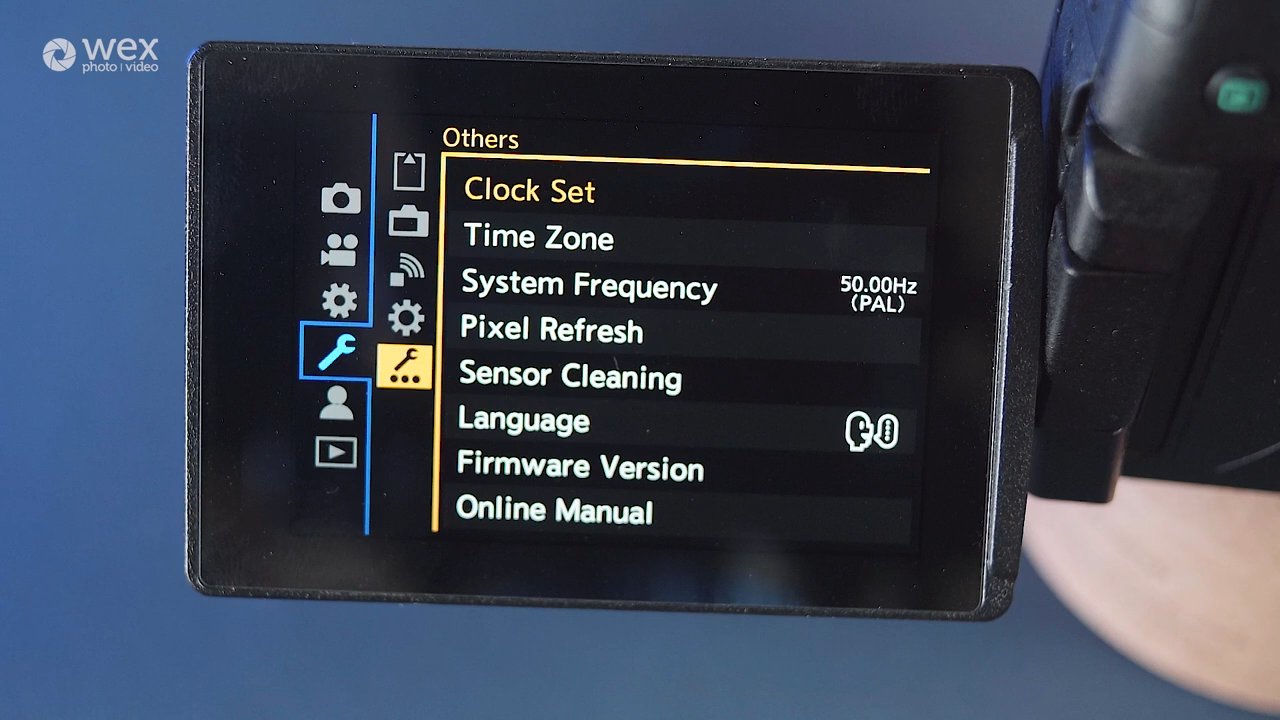 wex
photo | video
Others
Clock Set
Time Zone
System Frequency 50.00Hz
(PAL)
Pixel Refresh
Sensor Cleaning
Language
Firmware Version
Online Manual